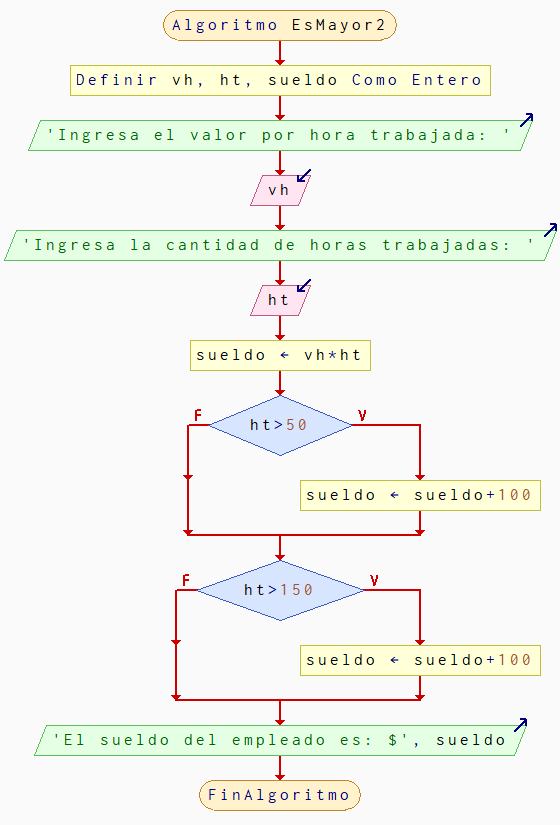 Algoritmo EsMayor2
Definir vh, ht, sueldo Como Entero
'Ingresa el valor por hora trabajada: '
vh
'Ingresa la cantidad de horas trabajadas: '
ht
sueldo ← vh*ht
F
V
ht>50
sueldo ← sueldo+100
F
V
ht>150
sueldo ← sueldo+100
'El sueldo del empleado es: $', sueldo
FinAlgoritmo